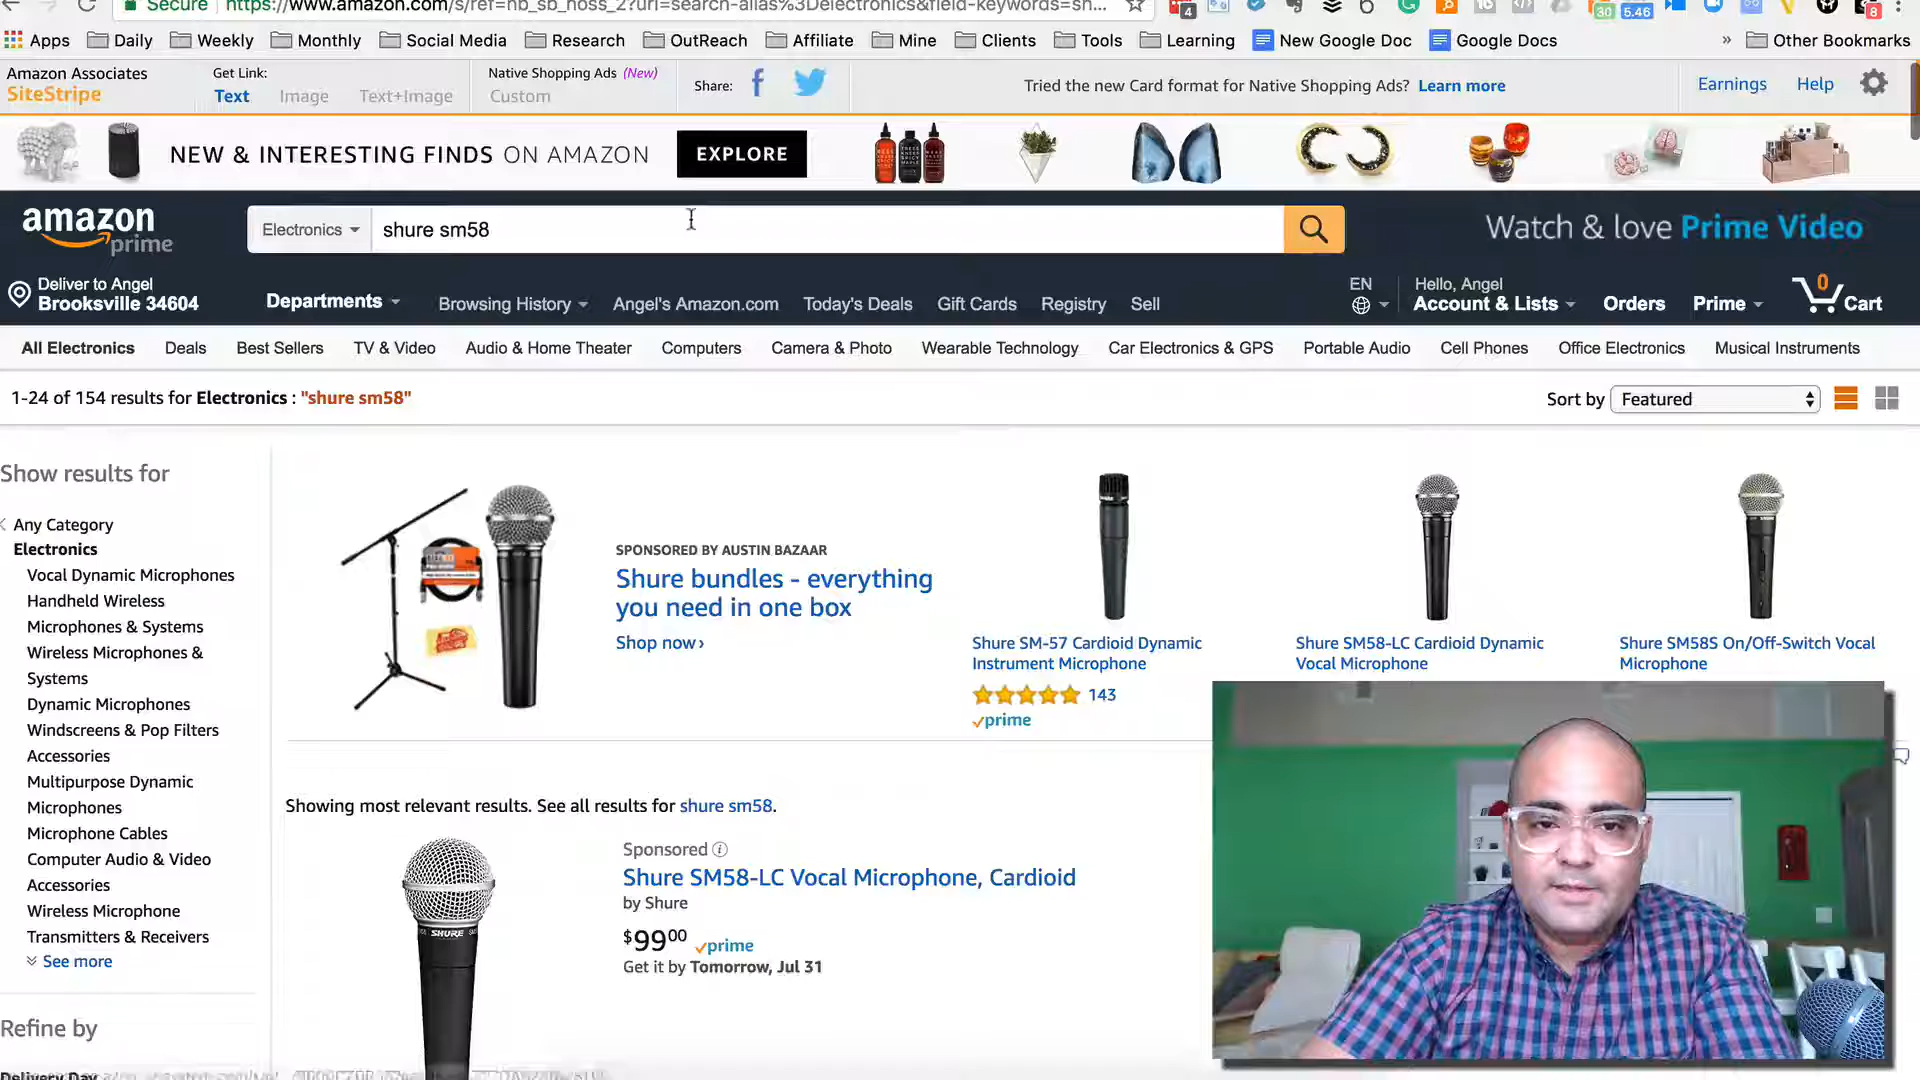 Secure https://www.amazon.com/s/ref=nb_sb_noss_2?url=search-alias%3Delectronics&field-keywords=sh...
4
30 5.46
8
Apps Daily Weekly Monthly Social Media Research OutReach Affiliate Mine Clients Tools Learning New Google Doc Google Docs » Other Bookmarks
Amazon Associates
SiteStripe
Get Link:
Text Image Text+Image
Native Shopping Ads (New)
Custom
Share:
Tried the new Card format for Native Shopping Ads? Learn more
Earnings Help
NEW & INTERESTING FINDS ON AMAZON EXPLORE
amazon
prime
Electronics shure sm58
Watch & love Prime Video
Deliver to Angel
Brooksville 34604
Departments Browsing History Angel's Amazon.com Today's Deals Gift Cards Registry Sell
EN
Hello, Angel
Account & Lists Orders Prime 0 Cart
All Electronics Deals Best Sellers TV & Video Audio & Home Theater Computers Camera & Photo Wearable Technology Car Electronics & GPS Portable Audio Cell Phones Office Electronics Musical Instruments
1-24 of 154 results for Electronics : "shure sm58"
Sort by Featured
Show results for
Any Category
Electronics
Vocal Dynamic Microphones
Handheld Wireless
Microphones & Systems
Wireless Microphones &
Systems
Dynamic Microphones
Windscreens & Pop Filters
Accessories
Multipurpose Dynamic
Microphones
Microphone Cables
Computer Audio & Video
Accessories
Wireless Microphone
Transmitters & Receivers
See more
Refine by
Delivery Day
SPONSORED BY AUSTIN BAZAAR
Shure bundles - everything
you need in one box
Shop now›
Shure SM-57 Cardioid Dynamic
Instrument Microphone
143
prime
Shure SM58-LC Cardioid Dynamic
Vocal Microphone
Shure SM58S On/Off-Switch Vocal
Microphone
Showing most relevant results. See all results for shure sm58.
SHURE
Sponsored
Shure SM58-LC Vocal Microphone, Cardioid
by Shure
$99 00 prime
Get it by Tomorrow, Jul 31